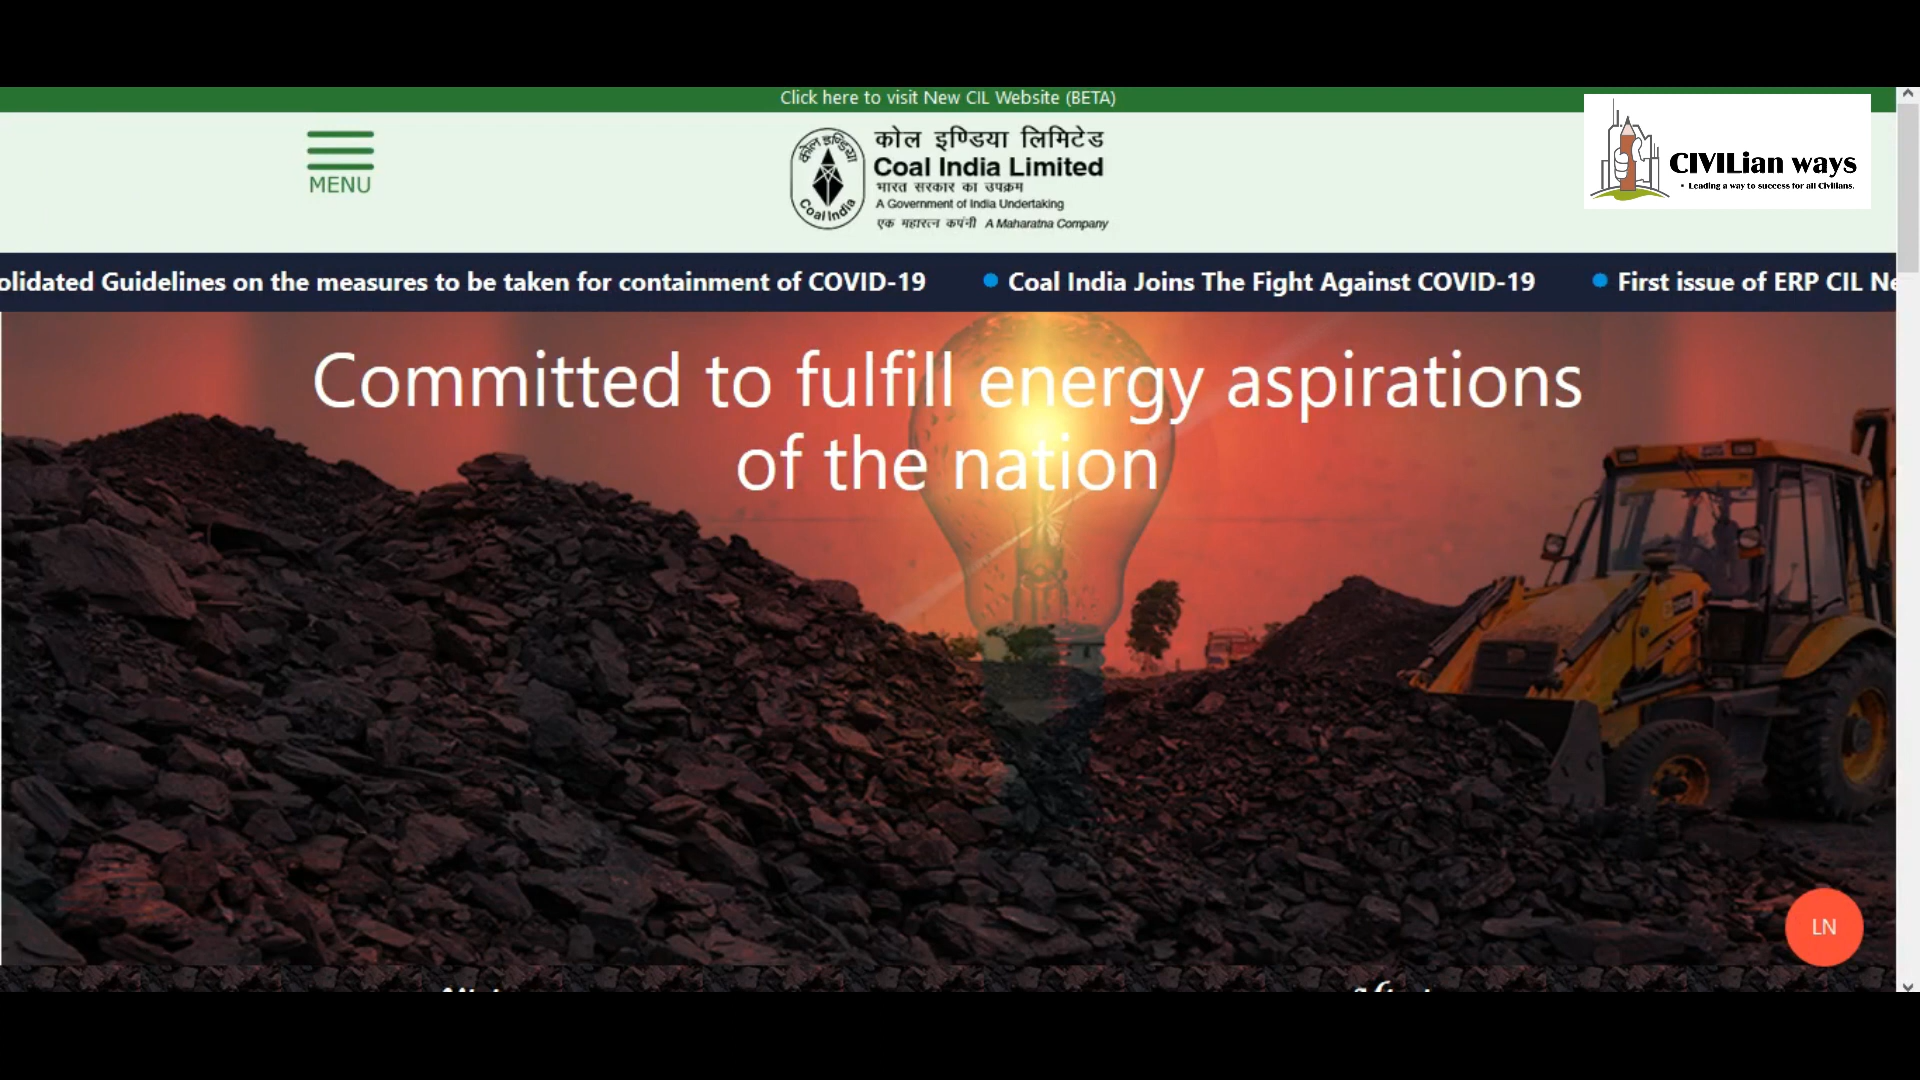 Click here to visit New CIL Website (BETA)
MENU
कोल इण्डिया
Coal India
कोल इण्डिया लिमिटेड
Coal India Limited
भारत सरकार का उपक्रम
A Government of India Undertaking
एक महारत्न कंपनी A Maharatna Company
CIVILian ways
• Leading a way to success for all Civilians.
olidated Guidelines on the measures to be taken for containment of COVID-19 • Coal India Joins The Fight Against COVID-19 • First issue of ERP CIL Ne
Committed to fulfill energy aspirations
of the nation
LN